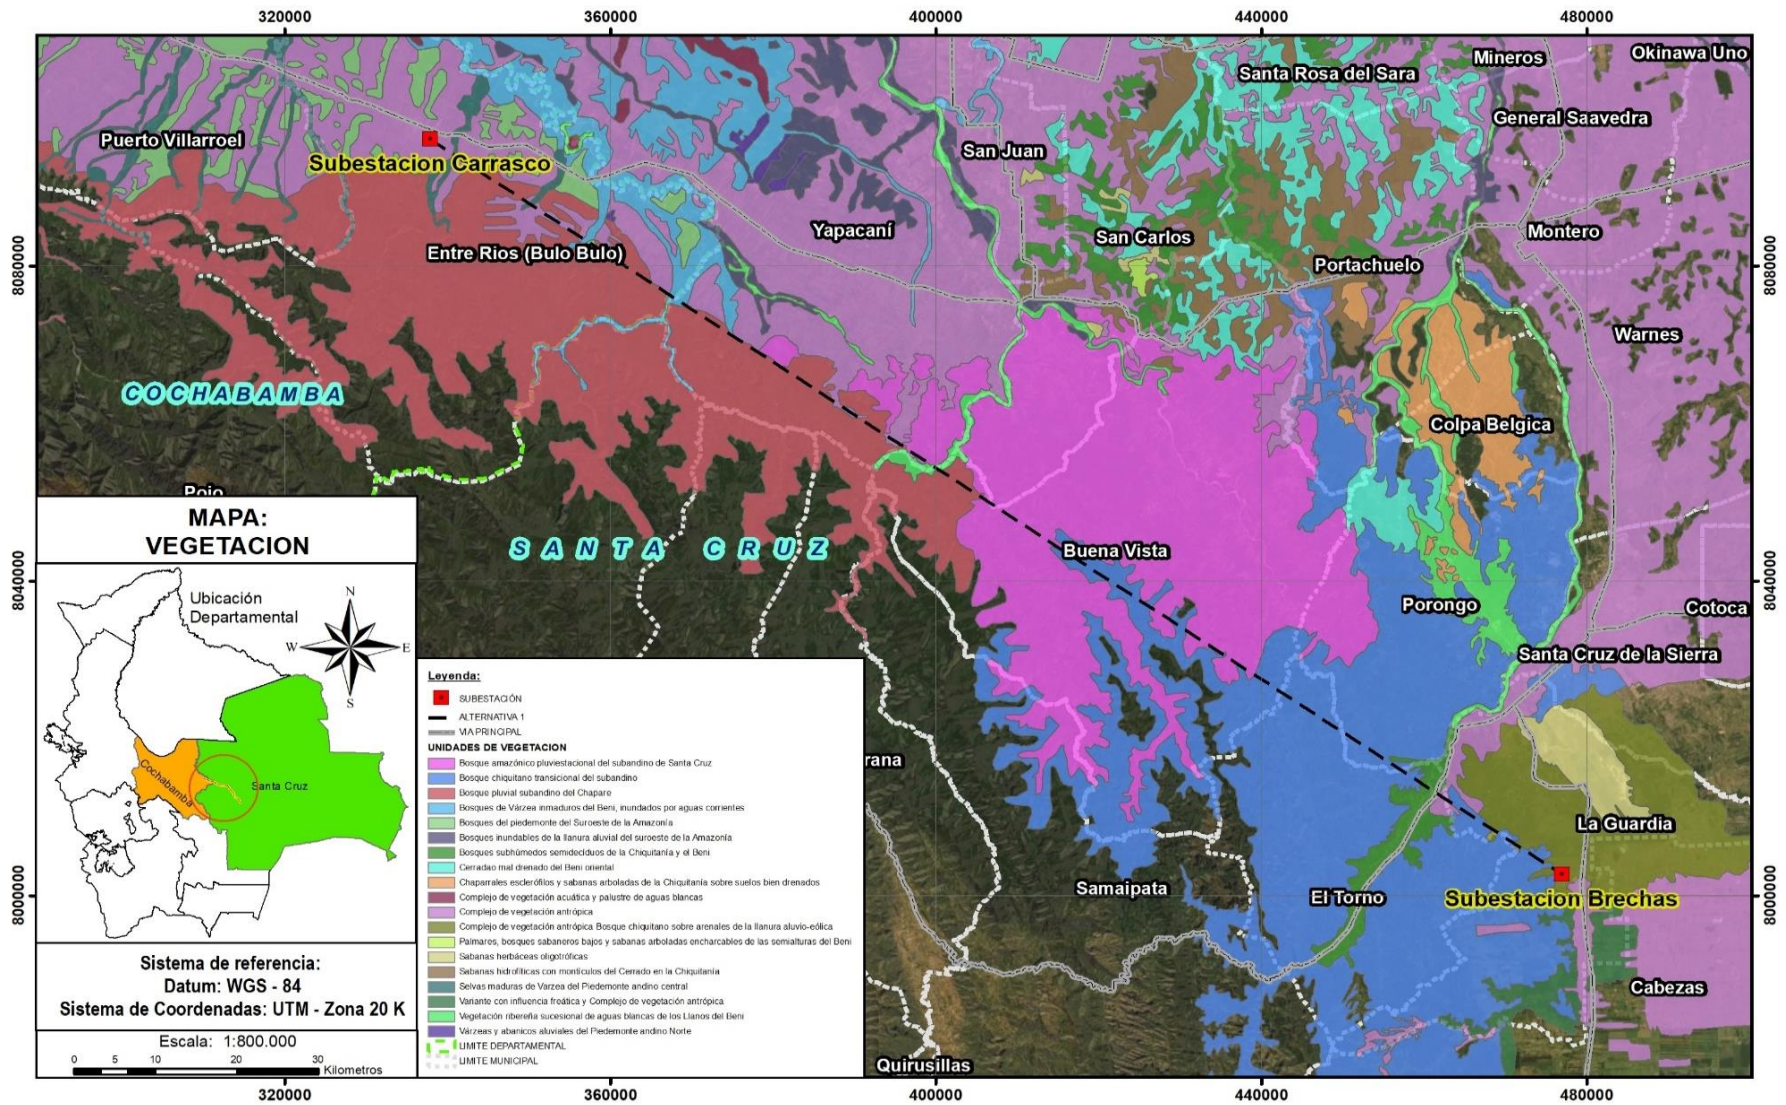 320000 360000 400000 440000 480000
Mineros
Okinawa Uno
Santa Rosa del Sara
General Saavedra
Puerto Villarroel
San Juan
Subestacion Carrasco
Yapacaní
San Carlos
Montero
Entre Rios (Bulo Bulo)
Portachuelo
8080000
8080000
Warnes
COCHABAMBA
Colpa Belgica
Pojo
SANTA CRUZ
Buena Vista
8040000
8040000
Porongo
Cotoca
Santa Cruz de la Sierra
rana
La Guardia
Samaipata
El Torno
Subestacion Brechas
8000000
8000000
Cabezas
Quirusillas
MAPA:
VEGETACION
Ubicación
Departamental
N
W
E
S
Cochabamba
Santa Cruz
Sistema de referencia:
Datum: WGS - 84
Sistema de Coordenadas: UTM - Zona 20 K
Escala: 1:800.000
0 5 10 20 30
Kilometros
Leyenda:
SUBESTACIÓN
ALTERNATIVA 1
VIA PRINCIPAL
UNIDADES DE VEGETACION
Bosque amazónico pluviestacional del subandino de Santa Cruz
Bosque chiquitano transicional del subandino
Bosque pluvial subandino del Chapare
Bosques de Várzea inmaduros del Beni, inundados por aguas corrientes
Bosques del piedemonte del Suroeste de la Amazonía
Bosques inundables de la llanura aluvial del suroeste de la Amazonía
Bosques subhúmedos semidecíduos de la Chiquitanía y el Beni
Cerradao mal drenado del Beni oriental
Chaparrales esclerófilos y sabanas arboladas de la Chiquitanía sobre suelos bien drenados
Complejo de vegetación acuática y palustre de aguas blancas
Complejo de vegetación antrópica
Complejo de vegetación antrópica Bosque chiquitano sobre arenales de la llanura aluvio-eólica
Palmares, bosques sabaneros bajos y sabanas arboladas encharcables de las semialturas del Beni
Sabanas herbáceas oligotróficas
Sabanas hidrofíticas con montículos del Cerrado en la Chiquitanía
Selvas maduras de Varzea del Piedemonte andino central
Variante con influencia freática y Complejo de vegetación antrópica
Vegetación ribereña sucesional de aguas blancas de los Llanos del Beni
Várzeas y abanicos aluviales del Piedemonte andino Norte
LIMITE DEPARTAMENTAL
LIMITE MUNICIPAL
320000 360000 400000 440000 480000